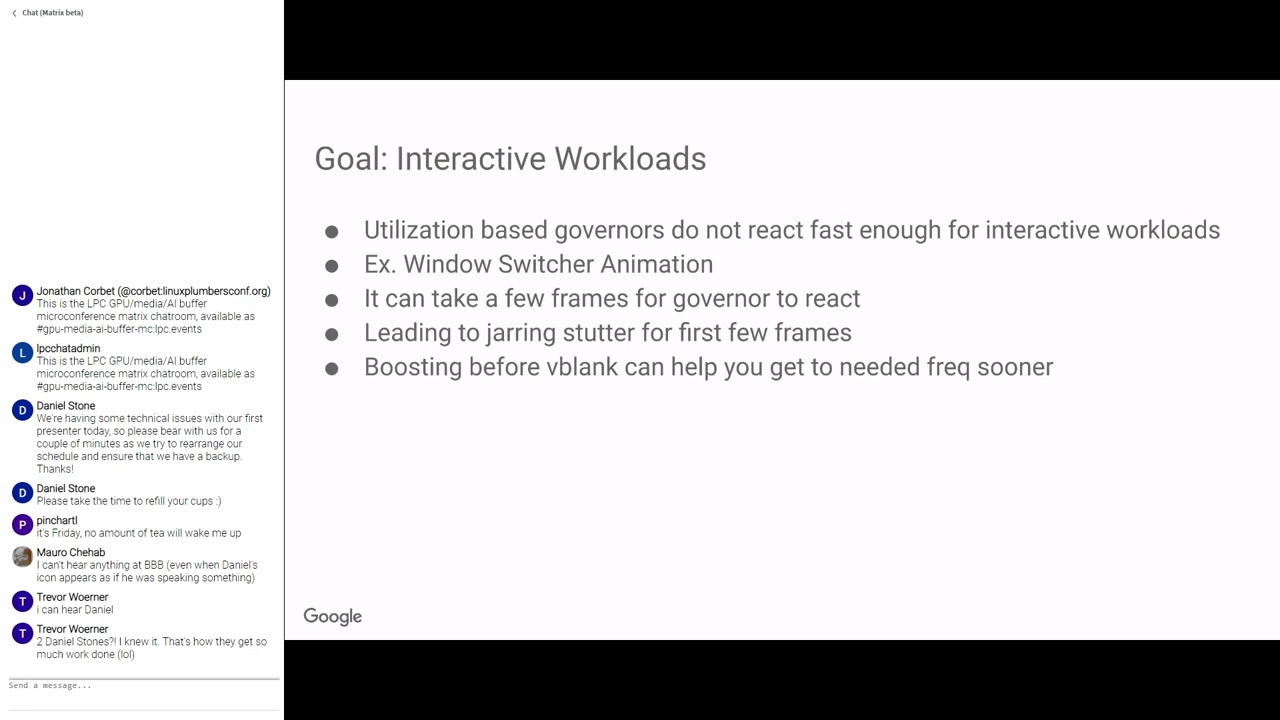 Chat (Matrix beta)
Jonathan Corbet (@corbet:linuxplumbersconf.org)
This is the LPC GPU/media/AI buffer
microconference matrix chatroom, available as
#gpu-media-ai-buffer-mc:lpc.events
lpcchatadmin
This is the LPC GPU/media/AI buffer
microconference matrix chatroom, available as
#gpu-media-ai-buffer-mc:lpc.events
D
Daniel Stone
We're having some technical issues with our first
presenter today, so please bear with us for a
couple of minutes as we try to rearrange our
schedule and ensure that we have a backup.
Thanks!
D
Daniel Stone
Please take the time to refill your cups :)
P
pinchartl
it's Friday, no amount of tea will wake me up
Mauro Chehab
I can't hear anything at BBB (even when Daniel's
icon appears as if he was speaking something)
T
Trevor Woerner
i can hear Daniel
T
Trevor Woerner
2 Daniel Stones?! I knew it. That's how they get so
much work done (lol)
Send a message...
Goal: Interactive Workloads
● Utilization based governors do not react fast enough for interactive workloads
● Ex. Window Switcher Animation
● It can take a few frames for governor to react
● Leading to jarring stutter for first few frames
● Boosting before vblank can help you get to needed freq sooner
Google